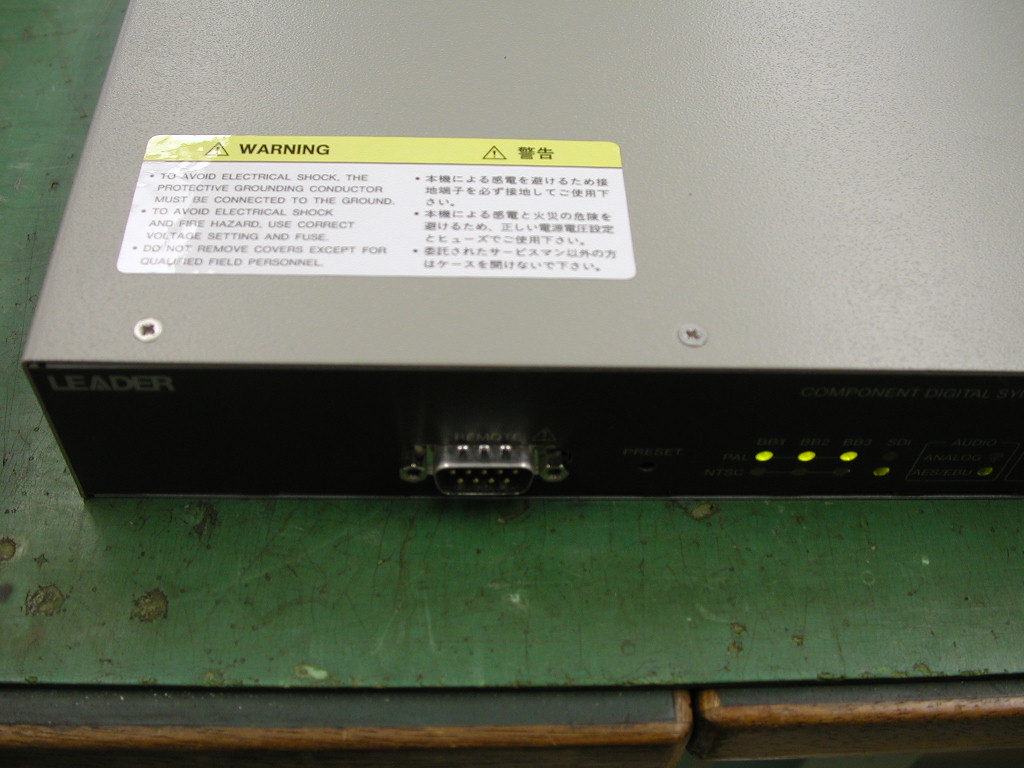 WARNING
• TO AVOID ELECTRICAL SHOCK, THE
PROTECTIVE GROUNDING CONDUCTOR
MUST BE CONNECTED TO THE GROUND.
• TO AVOID ELECTRICAL SHOCK
AND FIRE HAZARD, USE CORRECT
VOLTAGE SETTING AND FUSE.
• DO NOT REMOVE COVERS EXCEPT FOR
QUALIFIED FIELD PERSONNEL.
警告
• 本機による感電を避けるため接
地端子を必ず接地してご使用下
さい。
• 本機による感電と火災の危険を
避けるため、正しい電源電圧設定
とヒューズでご使用下さい。
• 委託されたサービスマン以外の方
はケースを開けないで下さい。
LEADER
COMPONENT DIGITAL
REMOTE
PRESET
BB1 BB2 BB3 SDI
PAL
NTSC
AUDIO
ANALOG
AES/EBU